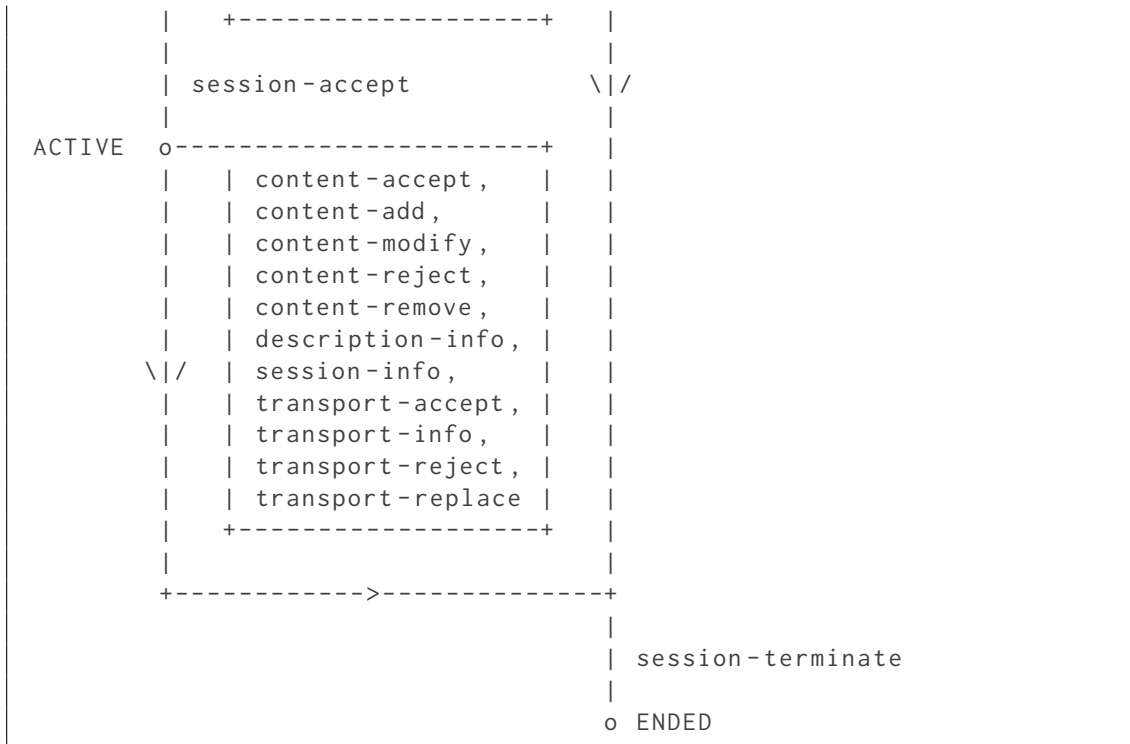 |   +-------------------+   |
|                           |
| session-accept           \|/
|                           |
ACTIVE  o-----------------------+   |
|   | content-accept,   |   |
|   | content-add,      |   |
|   | content-modify,   |   |
|   | content-reject,   |   |
|   | content-remove,   |   |
|   | description-info, |   |
\|/  | session-info,     |   |
|   | transport-accept, |   |
|   | transport-info,   |   |
|   | transport-reject, |   |
|   | transport-replace |   |
|   +-------------------+   |
|                           |
+------------>--------------+
|
| session-terminate
|
o ENDED